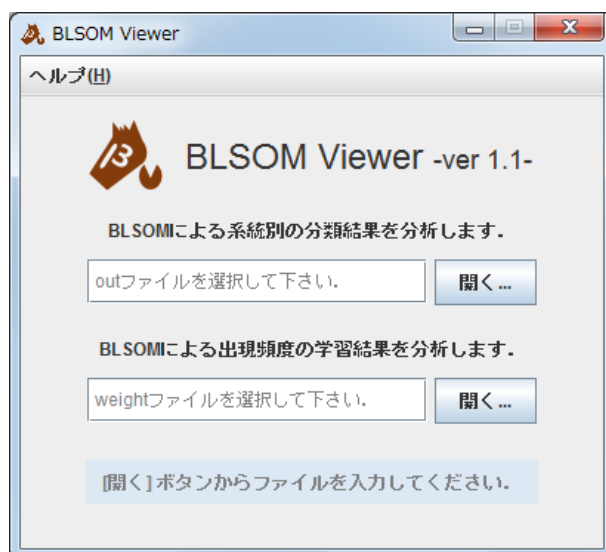 BLSOM Viewer
ヘルプ(H)
13
BLSOM Viewer -ver 1.1-
BLSOMによる系統別の分類結果を分析します.
outファイルを選択して下さい. 開く...
BLSOMによる出現頻度の学習結果を分析します.
weightファイルを選択して下さい. 開く...
[開く]ボタンからファイルを入力してください.